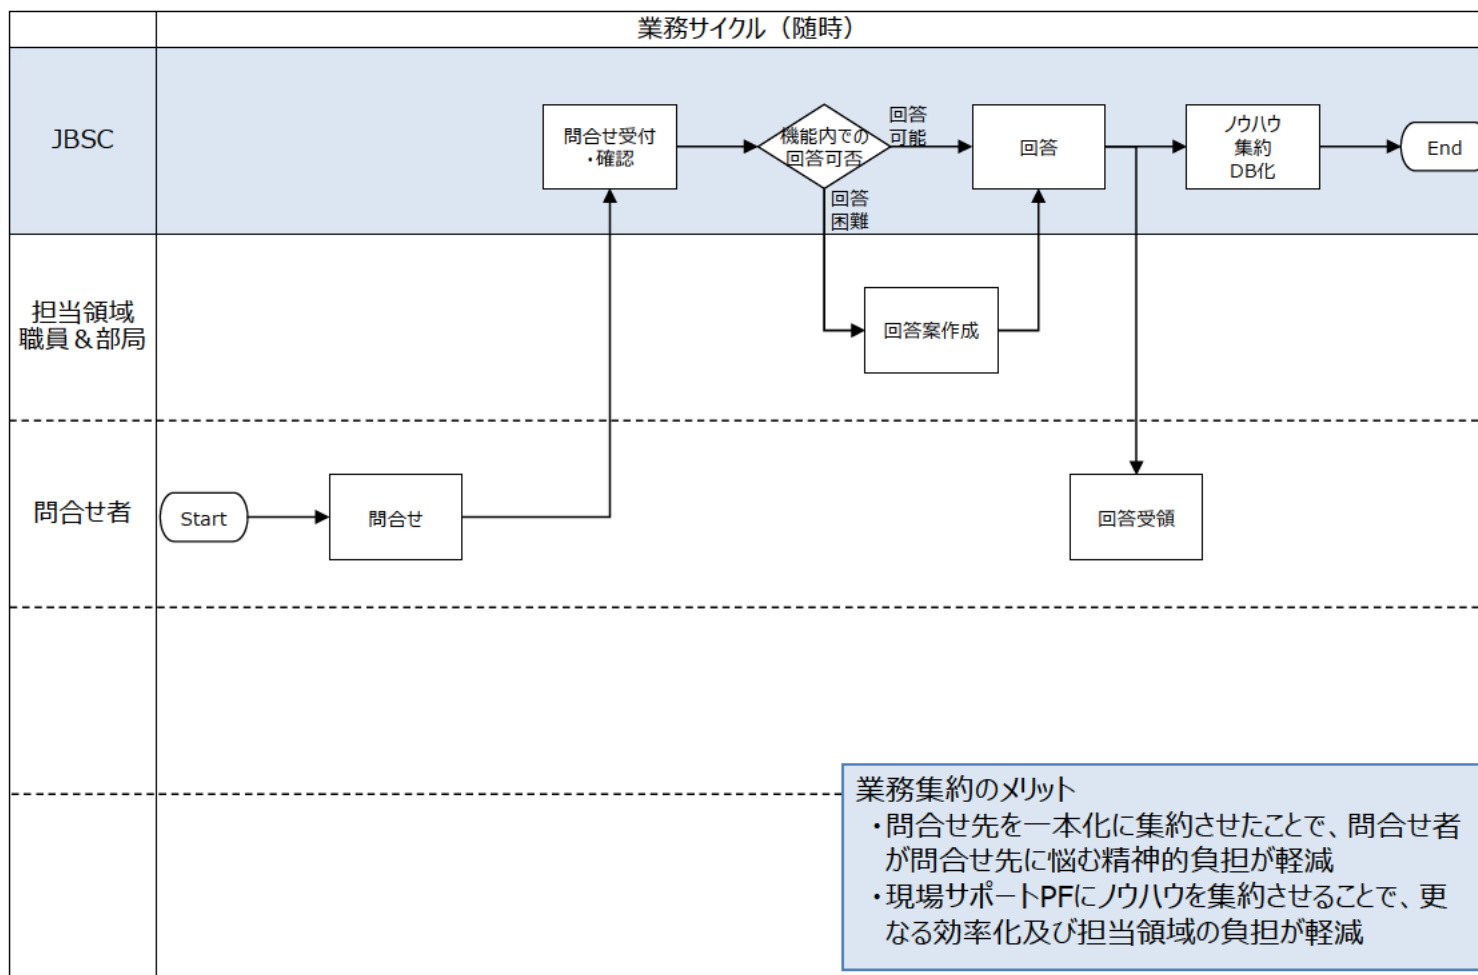 業務サイクル（随時）
JBSC
問合せ受付
・確認
機能内での
回答可否
回答
可能
回答
ノウハウ
集約
DB化
End
回答
困難
担当領域
職員＆部局
回答案作成
問合せ者
Start
問合せ
回答受領
業務集約のメリット
・問合せ先を一本化に集約させたことで、問合せ者
が問合せ先に悩む精神的負担が軽減
・現場サポートPFにノウハウを集約させることで、更
なる効率化及び担当領域の負担が軽減